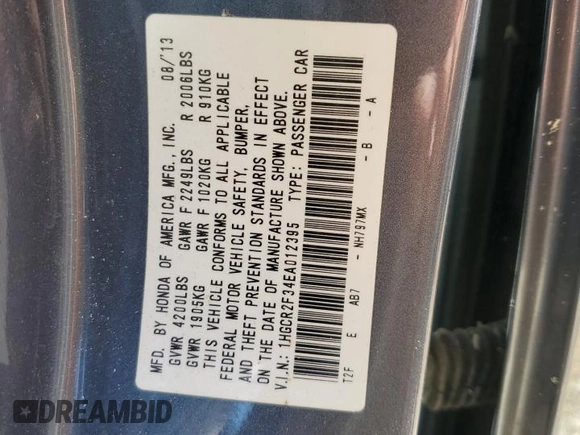 MFD. BY HONDA OF AMERICA MFG., INC. 08/'13
GVWR 4200LBS GAWR F 2249LBS R 2006LBS
GVWR 1905KG GAWR F 1020KG R 910KG
THIS VEHICLE CONFORMS TO ALL APPLICABLE
FEDERAL MOTOR VEHICLE SAFETY, BUMPER,
AND THEFT PREVENTION STANDARDS IN EFFECT
ON THE DATE OF MANUFACTURE SHOWN ABOVE.
V.I.N.: 1HGCR2F34EA012395 TYPE: PASSENGER CAR
T2F E AB7 - NH797MX - B - A
DREAMBID